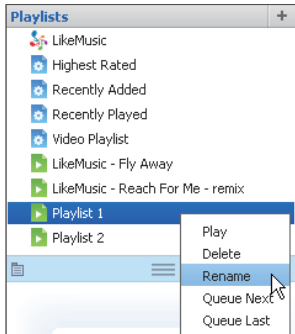 Playlists +
LikeMusic
Highest Rated
Recently Added
Recently Played
Video Playlist
LikeMusic - Fly Away
LikeMusic - Reach For Me - remix
Playlist 1
Playlist 2
Play
Delete
Rename
Queue Next
Queue Last